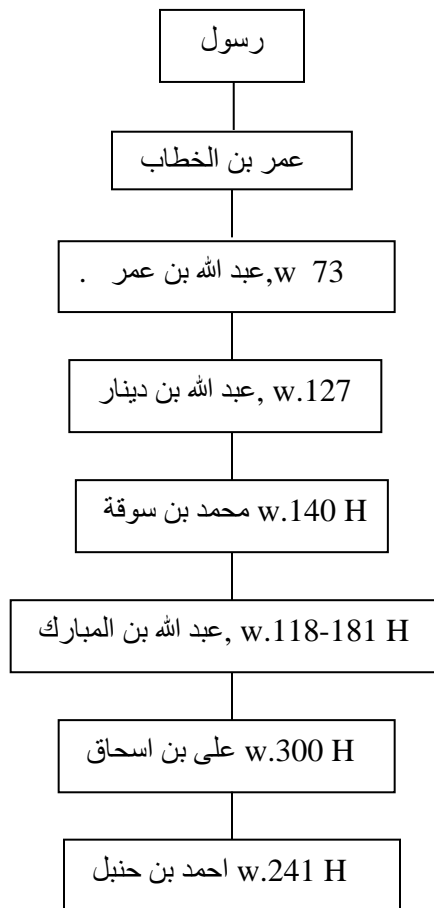 رسول
عمر بن الخطاب
عبد الله بن عمر ,w 73 .
عبد الله بن دينار, w.127
محمد بن سوقة w.140 H
عبد الله بن المبارك, w.118-181 H
على بن اسحاق w.300 H
احمد بن حنبل w.241 H